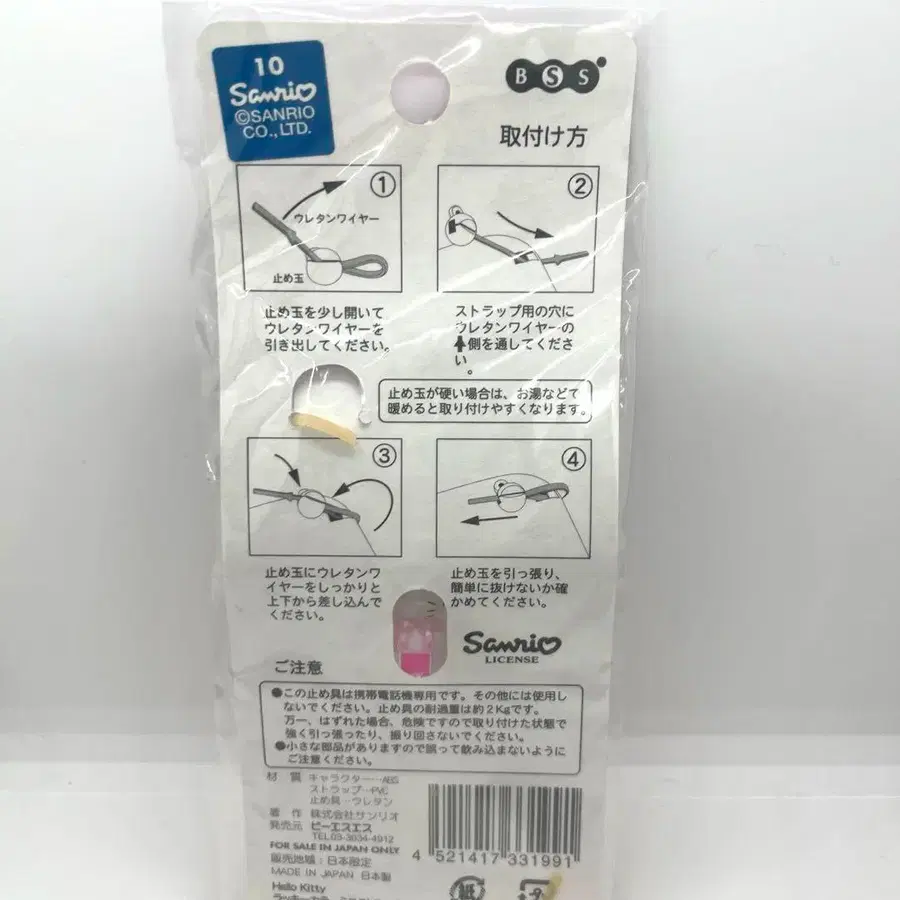 10
Sanrio
©SANRIO
CO.,LTD.
BSS
取付け方
①
ウレタンワイヤー
止め玉
②
止め玉を少し開いて
ウレタンワイヤーを
引き出してください。
ストラップ用の穴に
ウレタンワイヤーの
側を通してくださ
い。
止め玉が硬い場合は、お湯などで
暖めると取り付けやすくなります。
③
④
止め玉にウレタンワ
イヤーをしっかりと
上下から差し込んで
ください。
止め玉を引っ張り、
簡単に抜けないか確
かめてください。
Sanrio
LICENSE
ご注意
●この止め具は携帯電話機専用です。その他には使用し
ないでください。止め具の耐過重は約2Kgです。
万一、はずれた場合、危険ですので取り付けた状態で
強く引っ張ったり、振り回さないでください。
●小さな部品がありますので誤って飲み込まないように
ご注意ください。
材 質 キャラクター…ABS
ストラップ…PVC
止め具…ウレタン
著 作 株式会社サンリオ
発売元 ビーエスエス
TEL.03-3634-4912
FOR SALE IN JAPAN ONLY
販売地域：日本限定
MADE IN JAPAN 日本製
4 521417 331991
Hello Kitty
紙